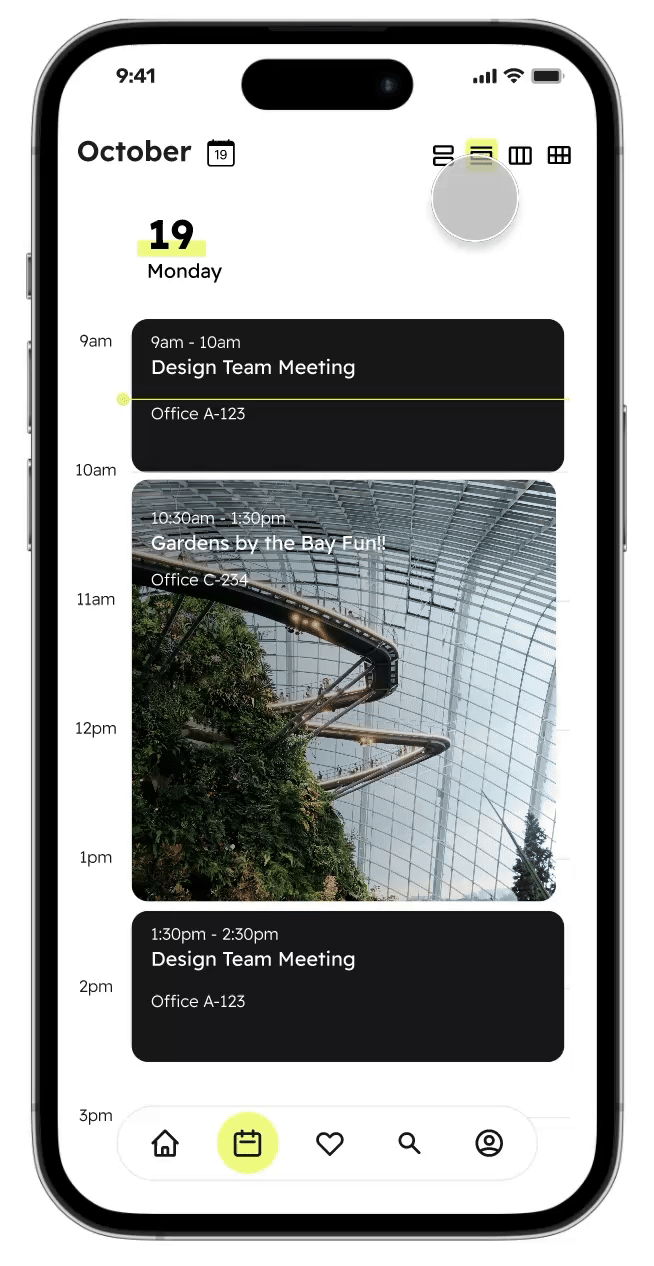 9:41
October 19
19
Monday
9am
9am - 10am
Design Team Meeting
Office A-123
10am
10:30am - 1:30pm
Gardens by the Bay Fun!!
Office C-234
11am
12pm
1pm
1:30pm - 2:30pm
Design Team Meeting
2pm
Office A-123
3pm